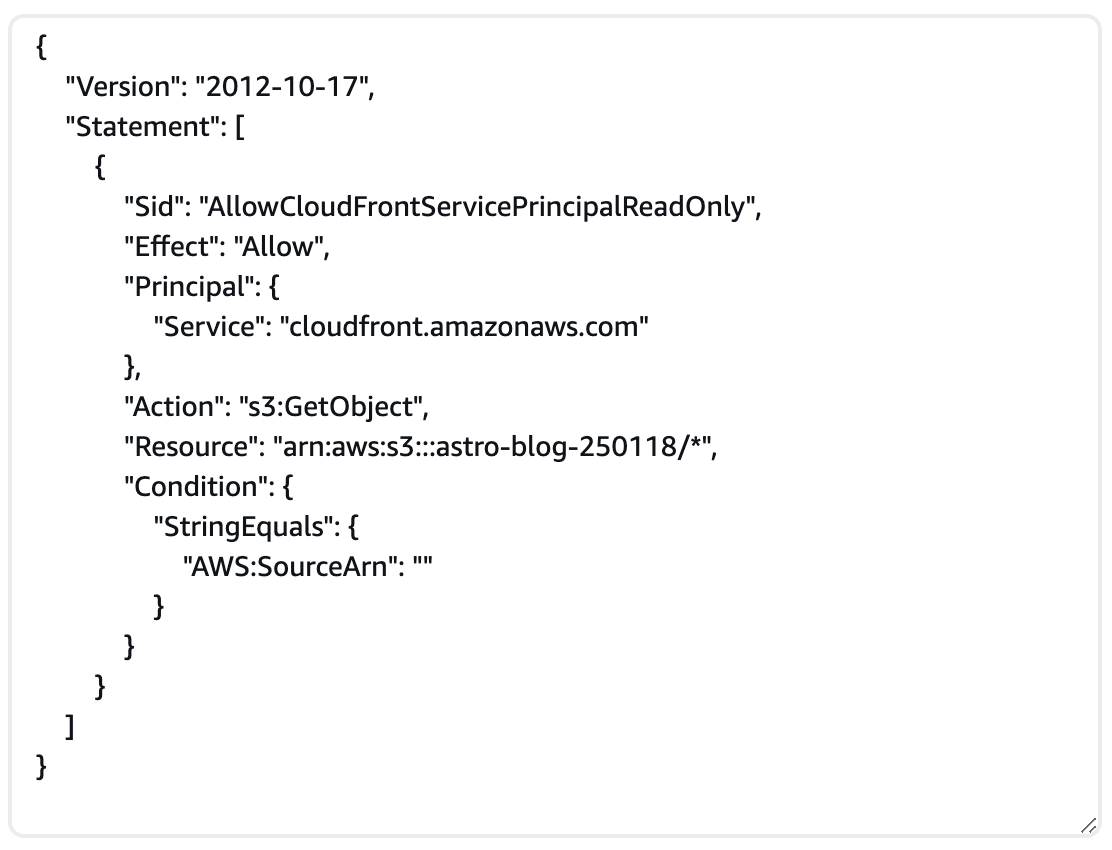 {
"Version": "2012-10-17",
"Statement": [
{
"Sid": "AllowCloudFrontServicePrincipalReadOnly",
"Effect": "Allow",
"Principal": {
"Service": "cloudfront.amazonaws.com"
},
"Action": "s3:GetObject",
"Resource": "arn:aws:s3:::astro-blog-250118/*",
"Condition": {
"StringEquals": {
"AWS:SourceArn": ""
}
}
}
]
}